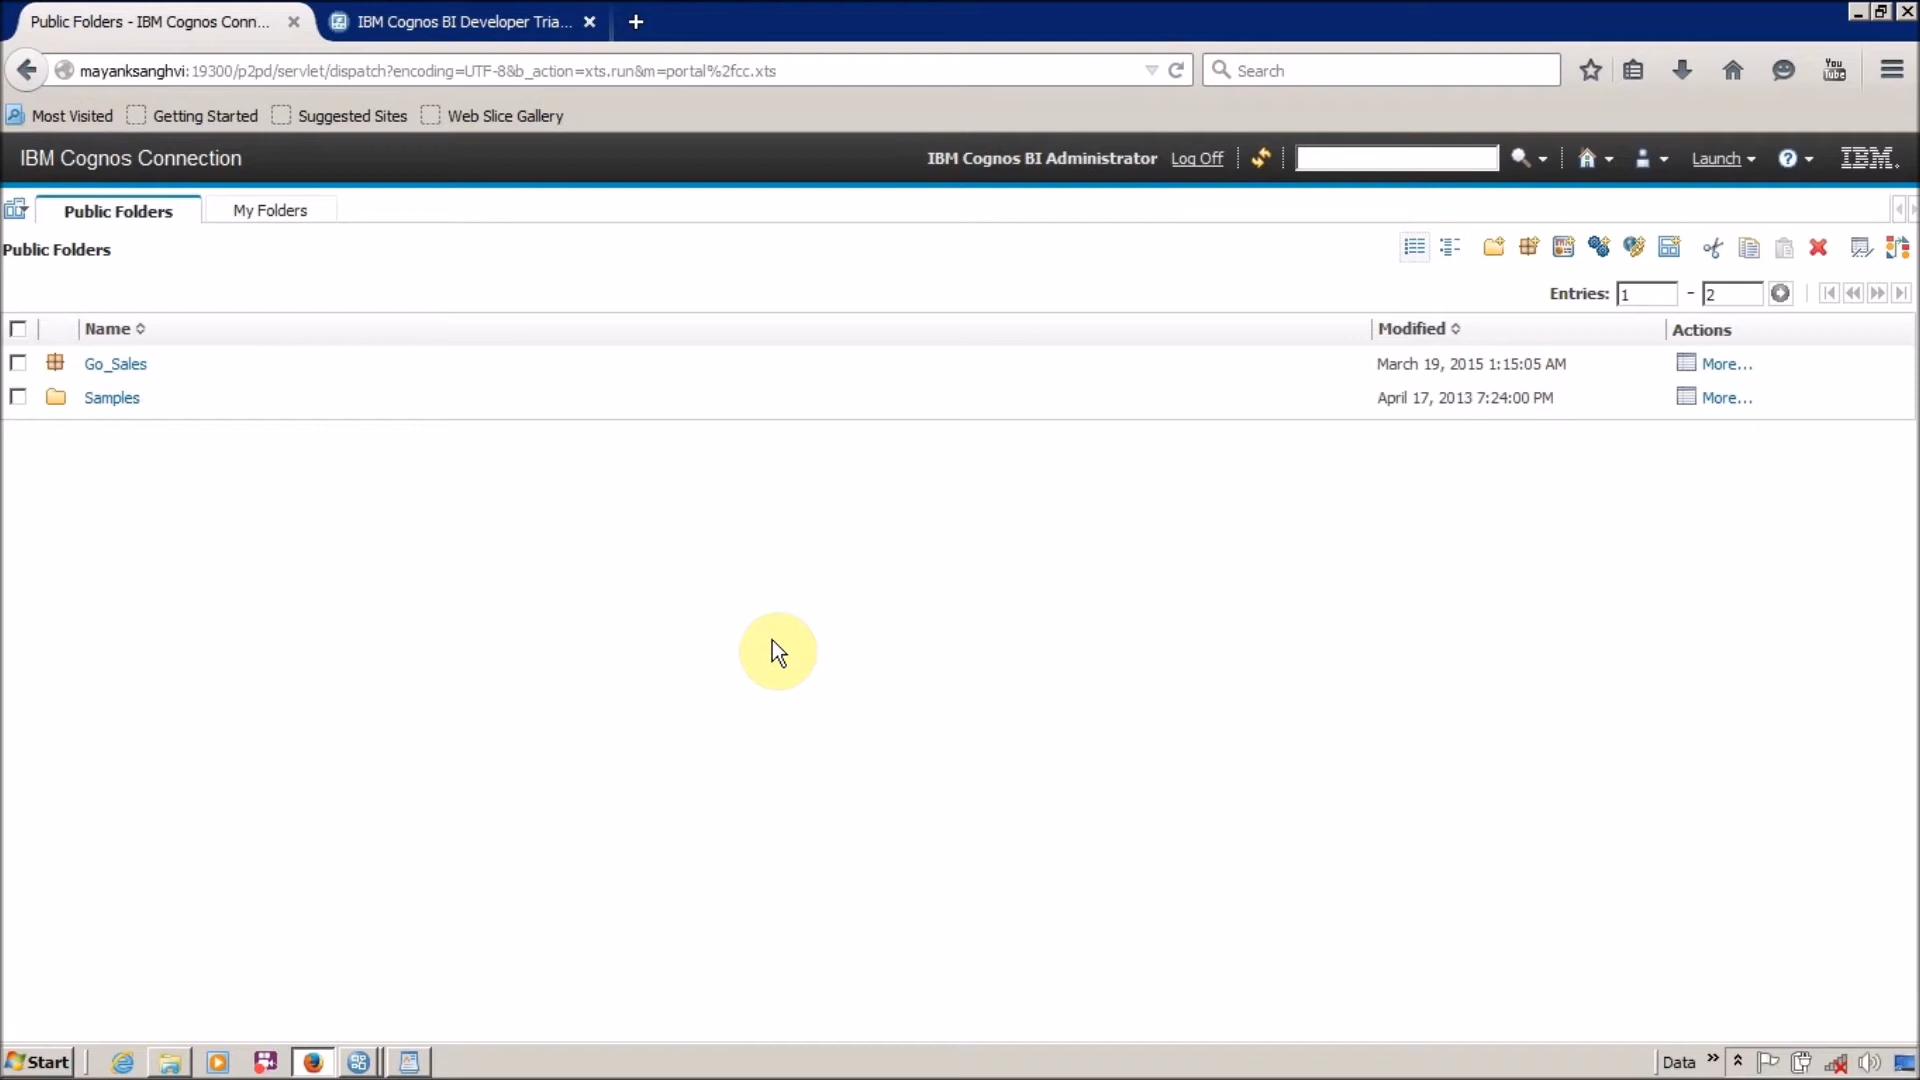 Public Folders - IBM Cognos Conn... IBM Cognos BI Developer Tria...
mayanksanghvi:19300/p2pd/servlet/dispatch?encoding=UTF-8&b_action=xts.run&m=portal%2fcc.xts Search You Tube
Most Visited Getting Started Suggested Sites Web Slice Gallery
IBM Cognos Connection IBM Cognos BI Administrator Log Off Launch IBM.
Public Folders My Folders
Public Folders
Entries: 1 - 2
Name Modified Actions
Go_Sales March 19, 2015 1:15:05 AM More...
Samples April 17, 2013 7:24:00 PM More...
Start Data